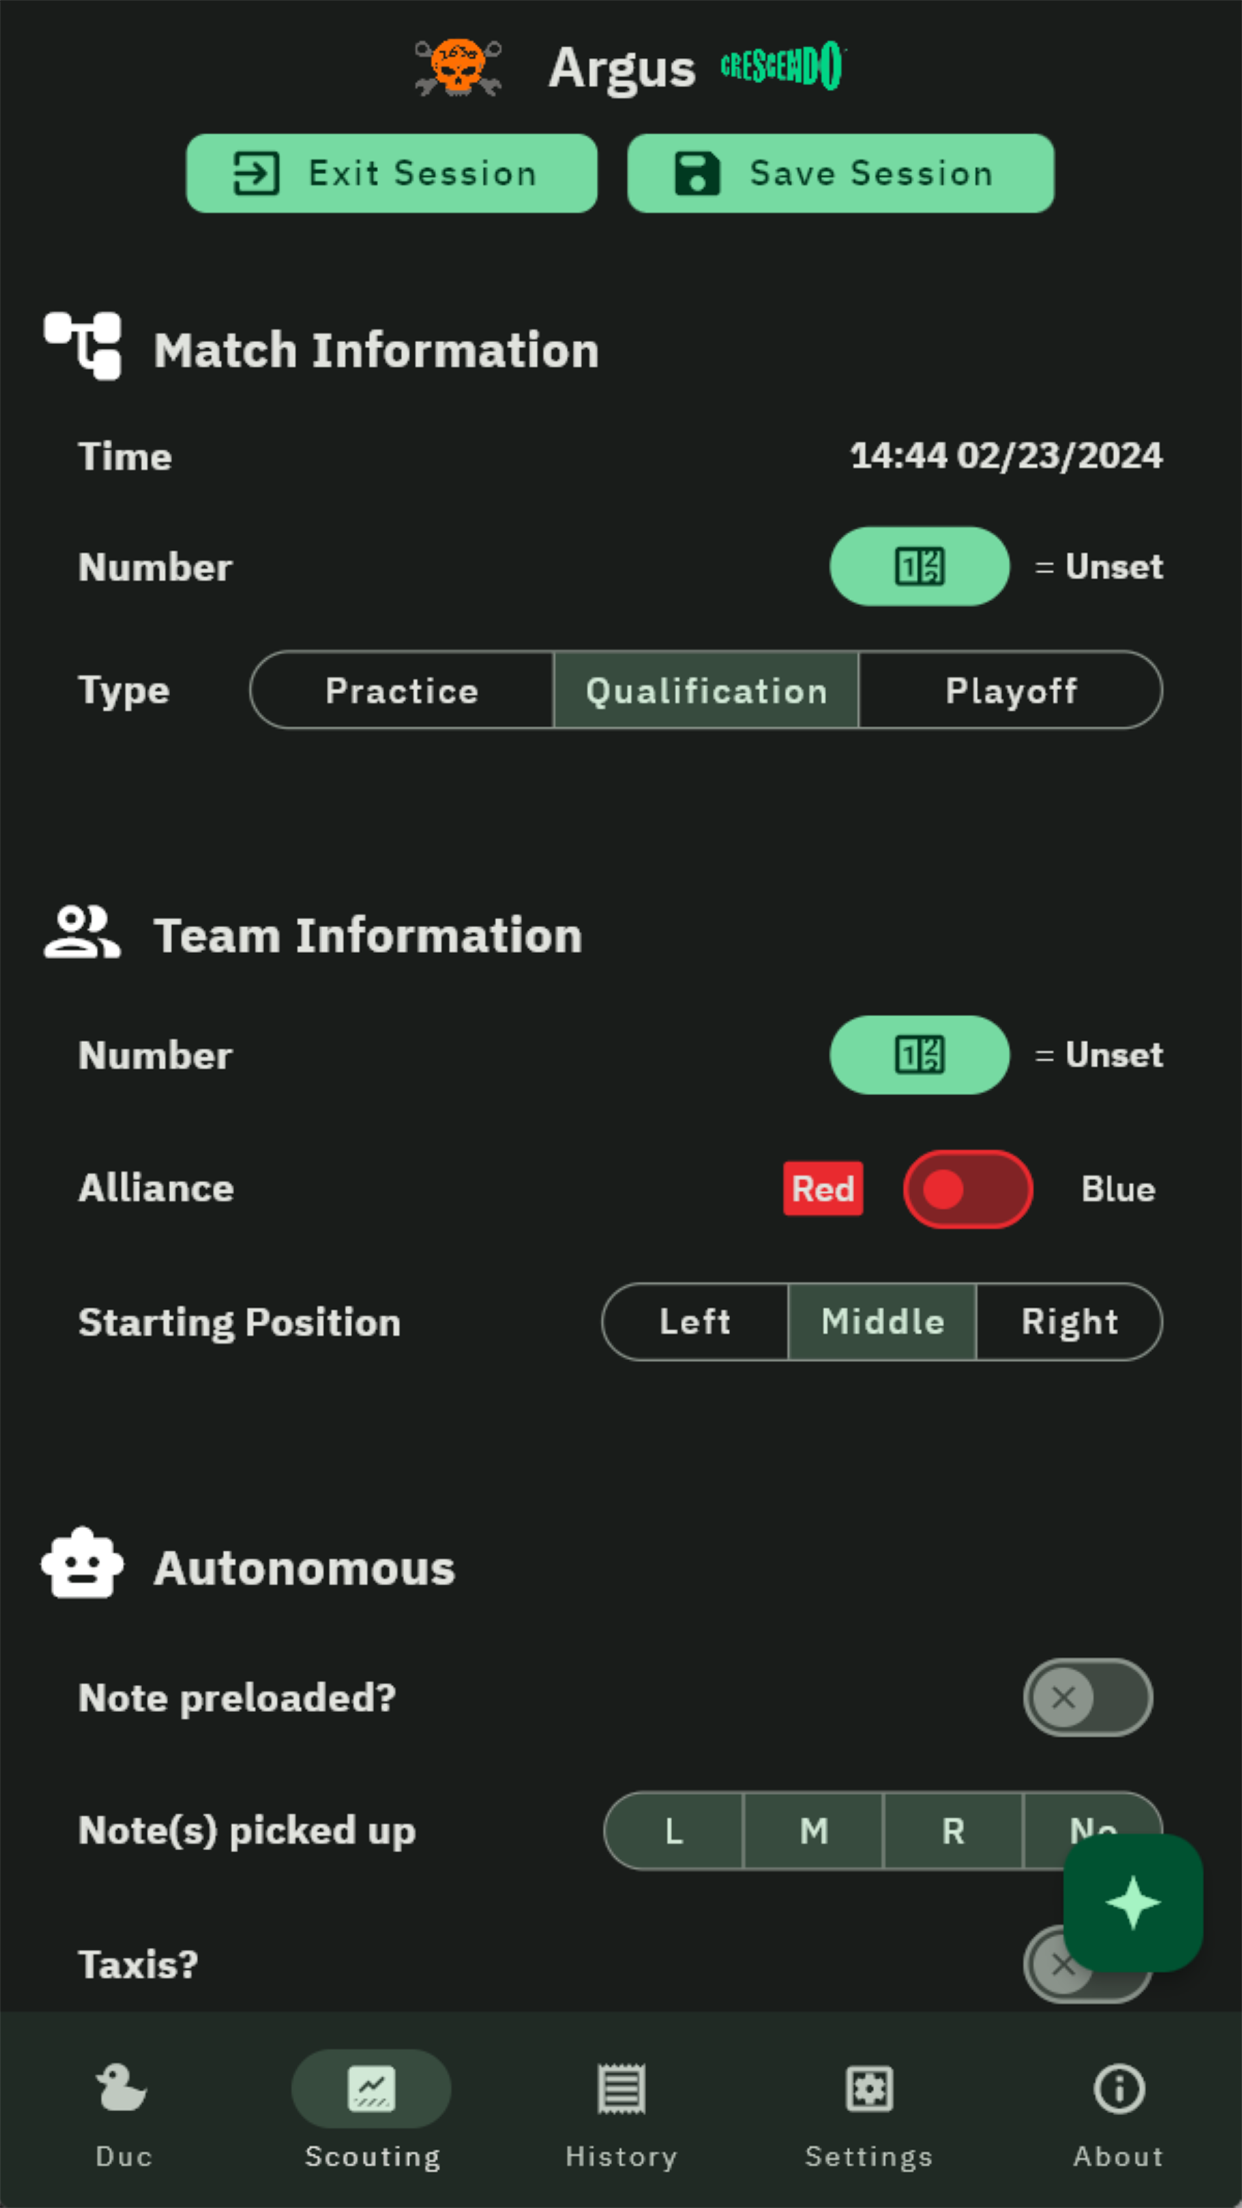 Argus CRESCENDO
Exit Session Save Session
Match Information
Time 14:44 02/23/2024
Number = Unset
Type Practice Qualification Playoff
Team Information
Number = Unset
Alliance Red Blue
Starting Position Left Middle Right
Autonomous
Note preloaded?
Note(s) picked up L M R No
Taxis?
Duc Scouting History Settings About